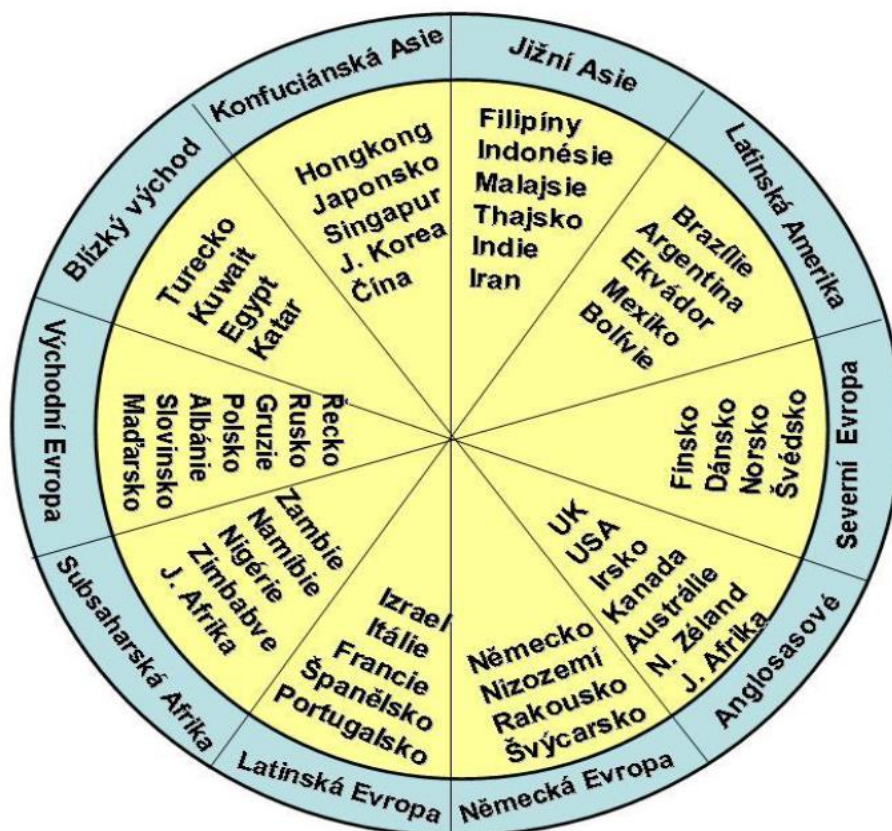 Konfuciánská Asie
Hongkong
Japonsko
Singapur
J. Korea
Čína
Jižní Asie
Filipíny
Indonésie
Malajsie
Thajsko
Indie
Iran
Latinská Amerika
Brazílie
Argentina
Ekvádor
Mexiko
Bolívie
Severní Evropa
Fínsko
Dánsko
Norsko
Švédsko
Anglosasové
UK
USA
Irsko
Kanada
Austrálie
N. Zéland
J. Afrika
Německá Evropa
Německo
Nizozemí
Rakousko
Švýcarsko
Latinská Evropa
Izrael
Itálie
Francie
Španělsko
Portugalsko
Subsaharská Afrika
Zambie
Namíbie
Nigérie
Zimbabve
J. Afrika
Východní Evropa
Řecko
Rusko
Gruzie
Polsko
Albánie
Slovinsko
Maďarsko
Blízký východ
Turecko
Kuwait
Egypt
Katar